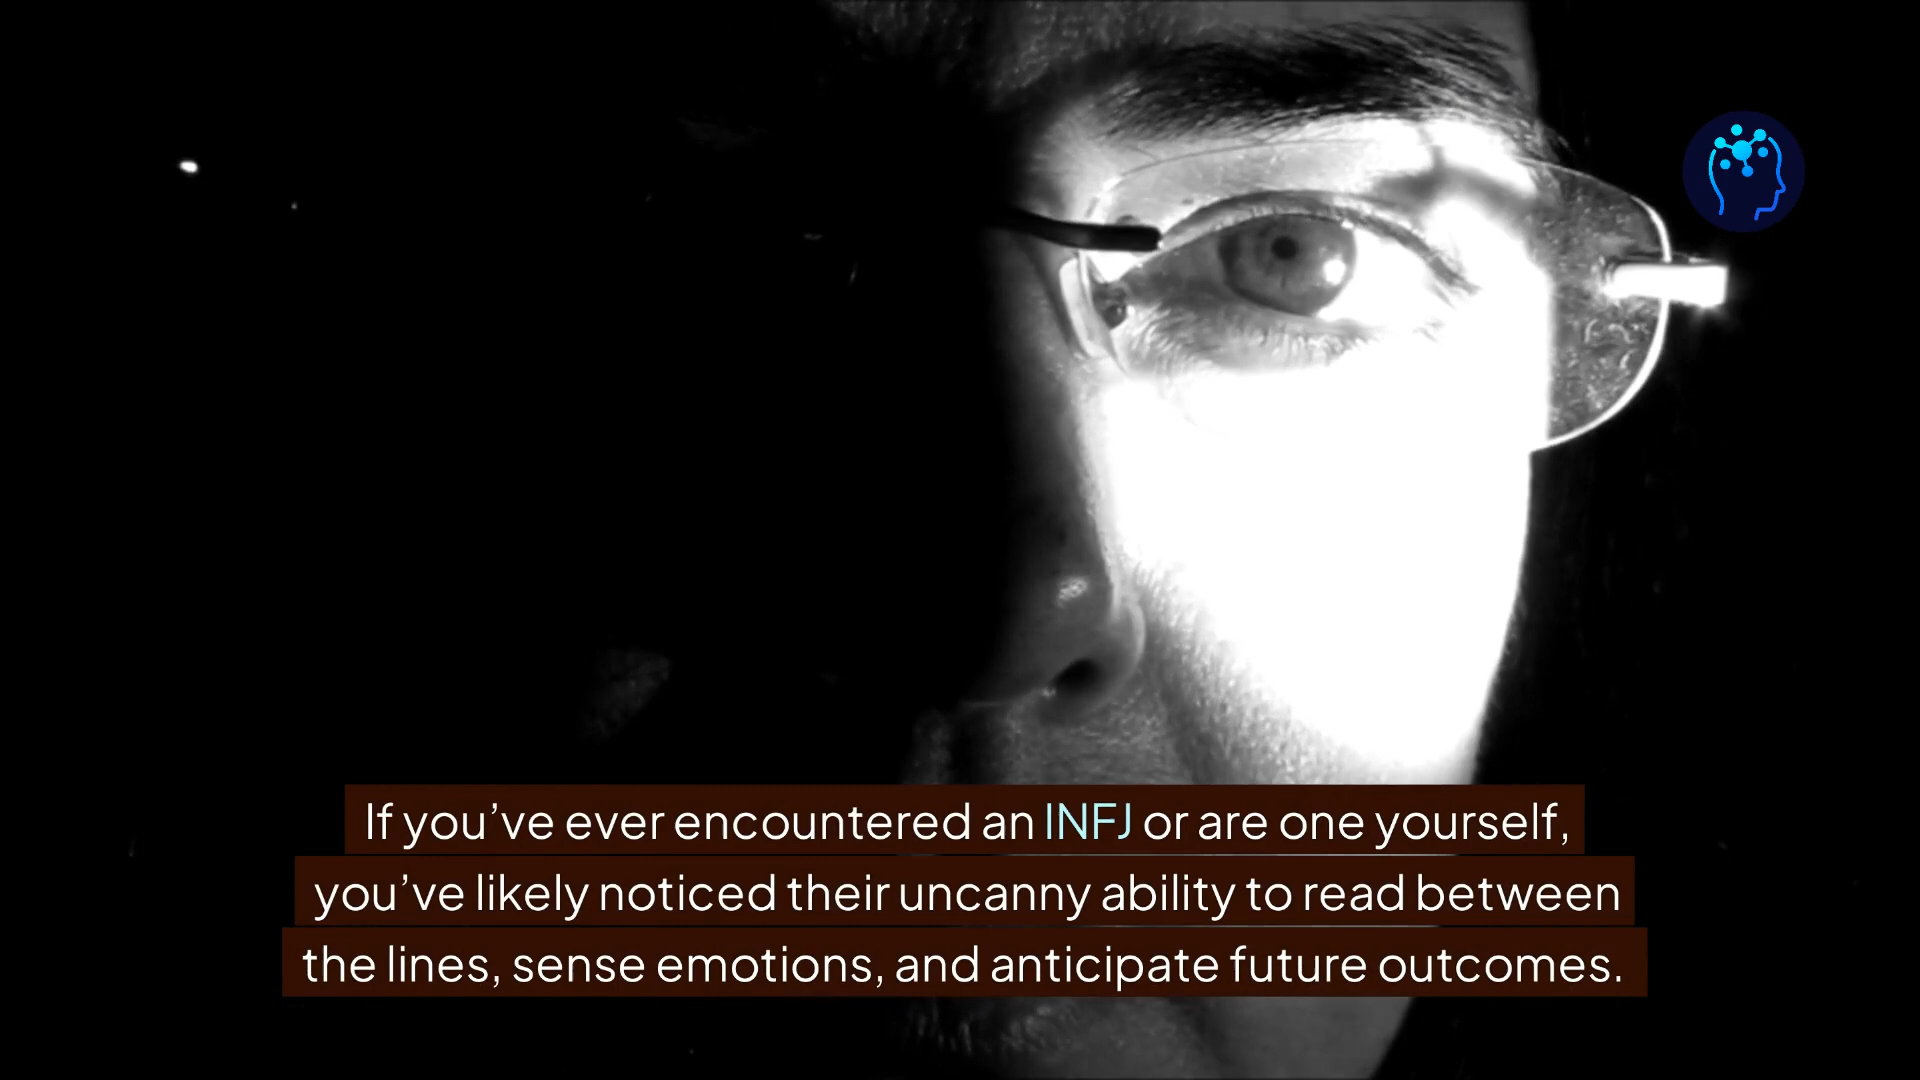 If you’ve ever encountered an INFJ or are one yourself,
you’ve likely noticed their uncanny ability to read between
the lines, sense emotions, and anticipate future outcomes.